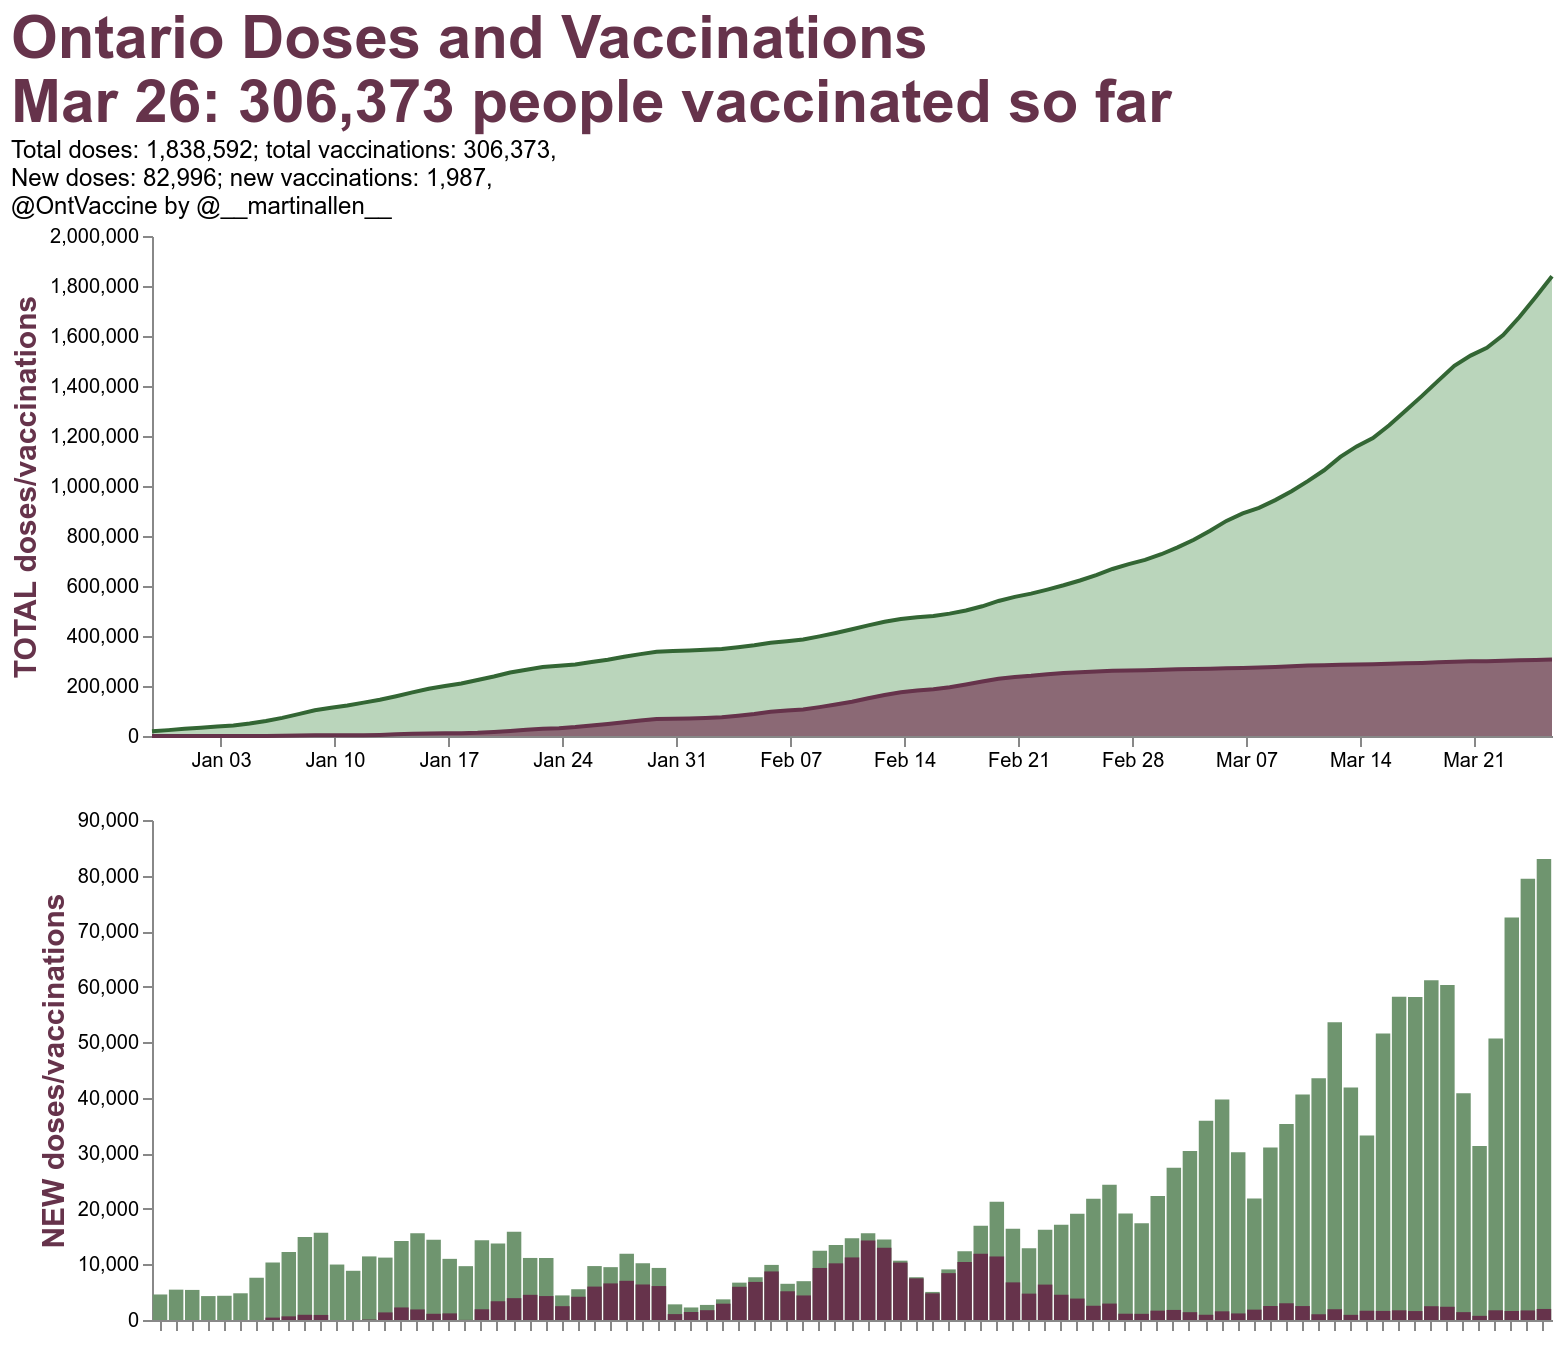 Ontario Doses and Vaccinations
Mar 26: 306,373 people vaccinated so far
Total doses: 1,838,592; total vaccinations: 306,373,
New doses: 82,996; new vaccinations: 1,987,
@OntVaccine by @__martinallen__
TOTAL doses/vaccinations
2,000,000
1,800,000
1,600,000
1,400,000
1,200,000
1,000,000
800,000
600,000
400,000
200,000
0
Jan 03 Jan 10 Jan 17 Jan 24 Jan 31 Feb 07 Feb 14 Feb 21 Feb 28 Mar 07 Mar 14 Mar 21
NEW doses/vaccinations
90,000
80,000
70,000
60,000
50,000
40,000
30,000
20,000
10,000
0